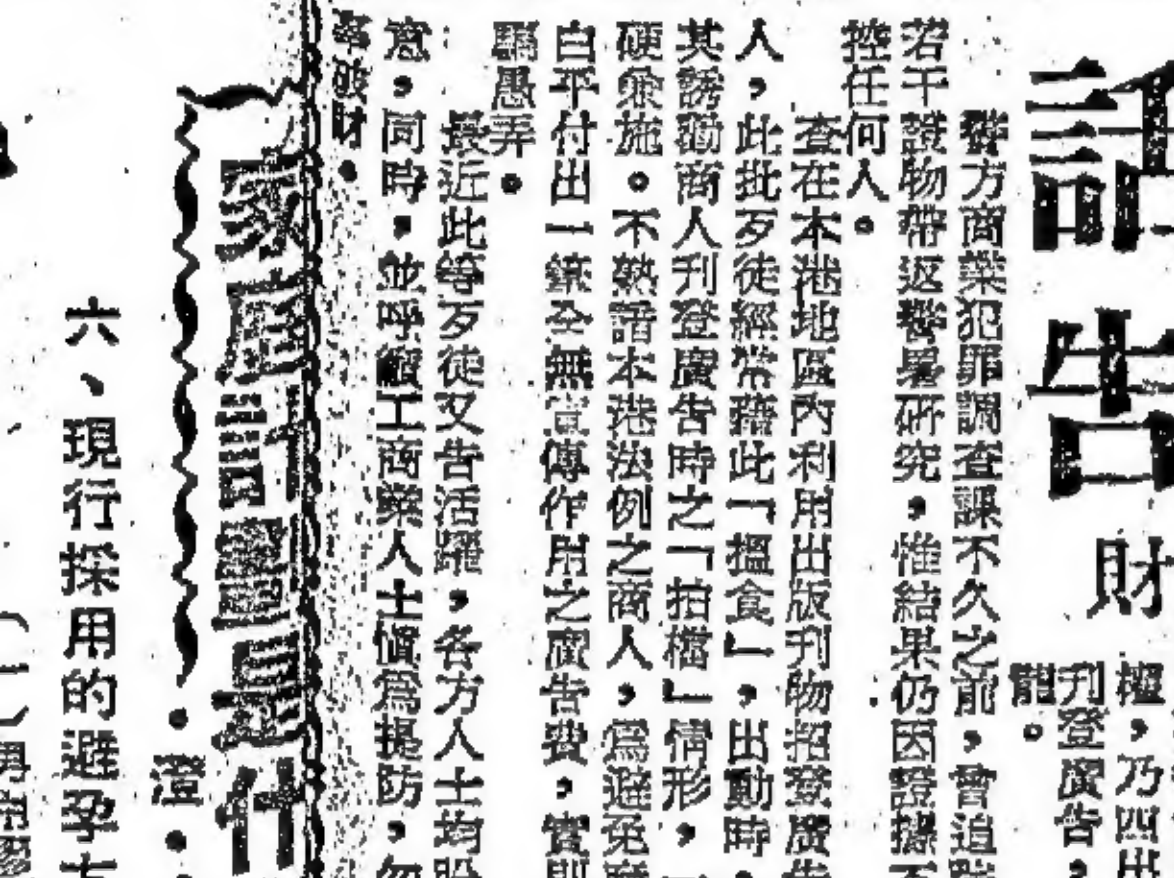 告
財
檀，乃四出
刊登廣告，
龍。
警方商業犯罪調查課不久之前，曾追
若干證物帶返警署研究，惟結果仍因證據不
控任何人。
查在本港地區內利用出版刊物招登廣告
人，此批歹徒經常藉此「搵食」，出動時，
其誘勸商人刊登廣告時之「拍檔」情形，
硬兼施。不熟諳本港法例之商人，為避免
白平付出一筆全無宣傳作用之廣告費，實則
騙愚弄。
最近此等歹徒又告活躍，各方人士均
意，同時，並呼籲工商業人士慎為提防，勿
率破財。
家庭計劃是什
澄．
六、現行採用的避孕方